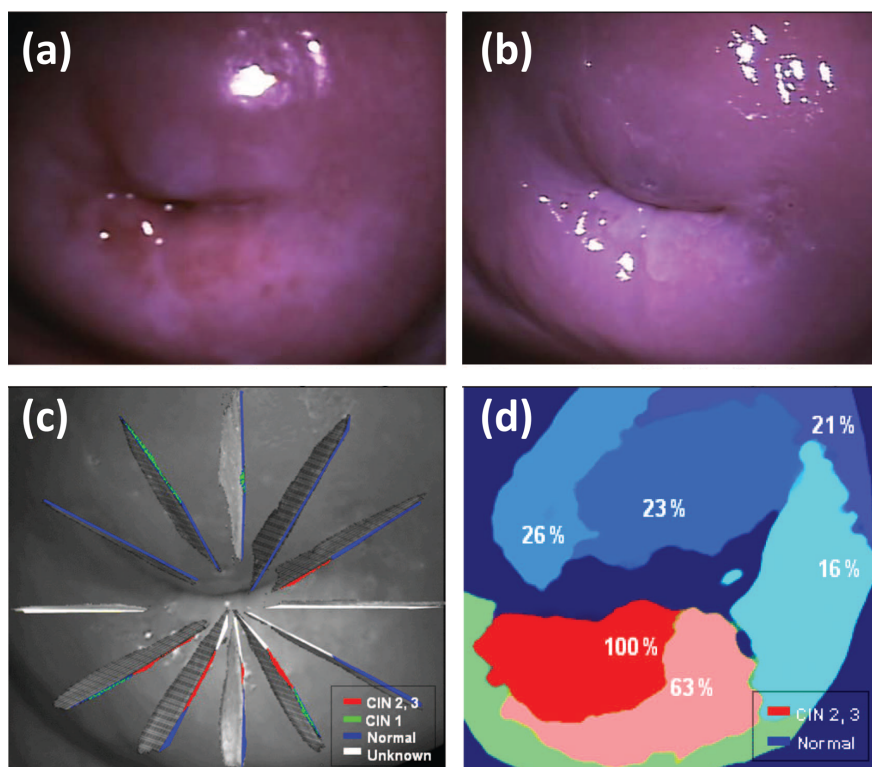 (a)
(b)
(c)
CIN 2, 3
CIN 1
Normal
Unknown
(d)
21 %
23 %
26 %
16 %
100 %
63 %
CIN 2, 3
Normal